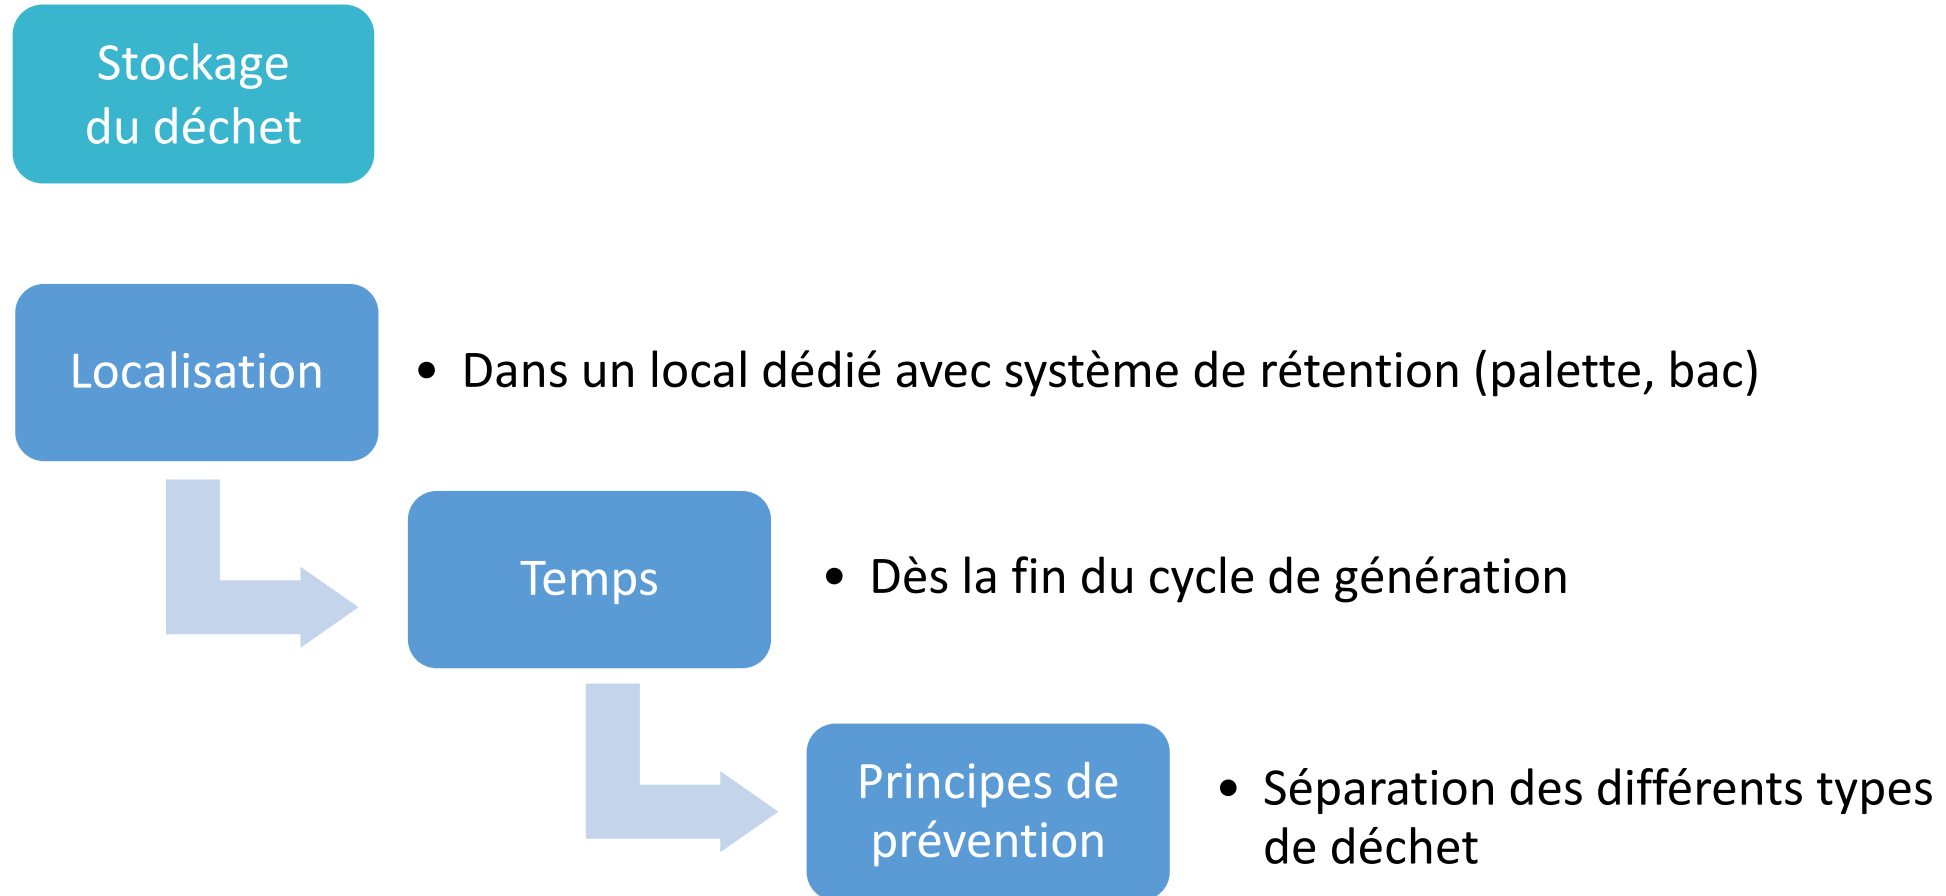 Stockage
du déchet
Localisation
• Dans un local dédié avec système de rétention (palette, bac)
Temps
• Dès la fin du cycle de génération
Principes de
prévention
• Séparation des différents types
de déchet